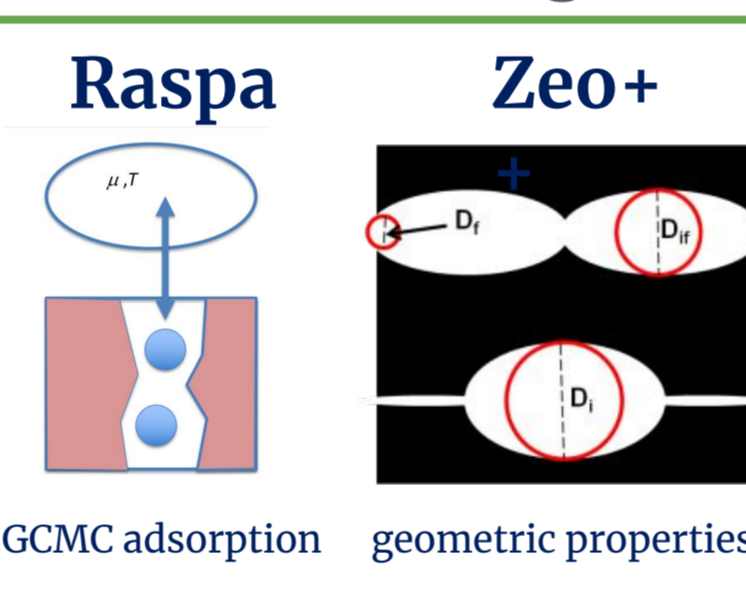 Raspa
Zeo+
μ,T
+
Df
Dif
Di
GCMC adsorption
geometric properties